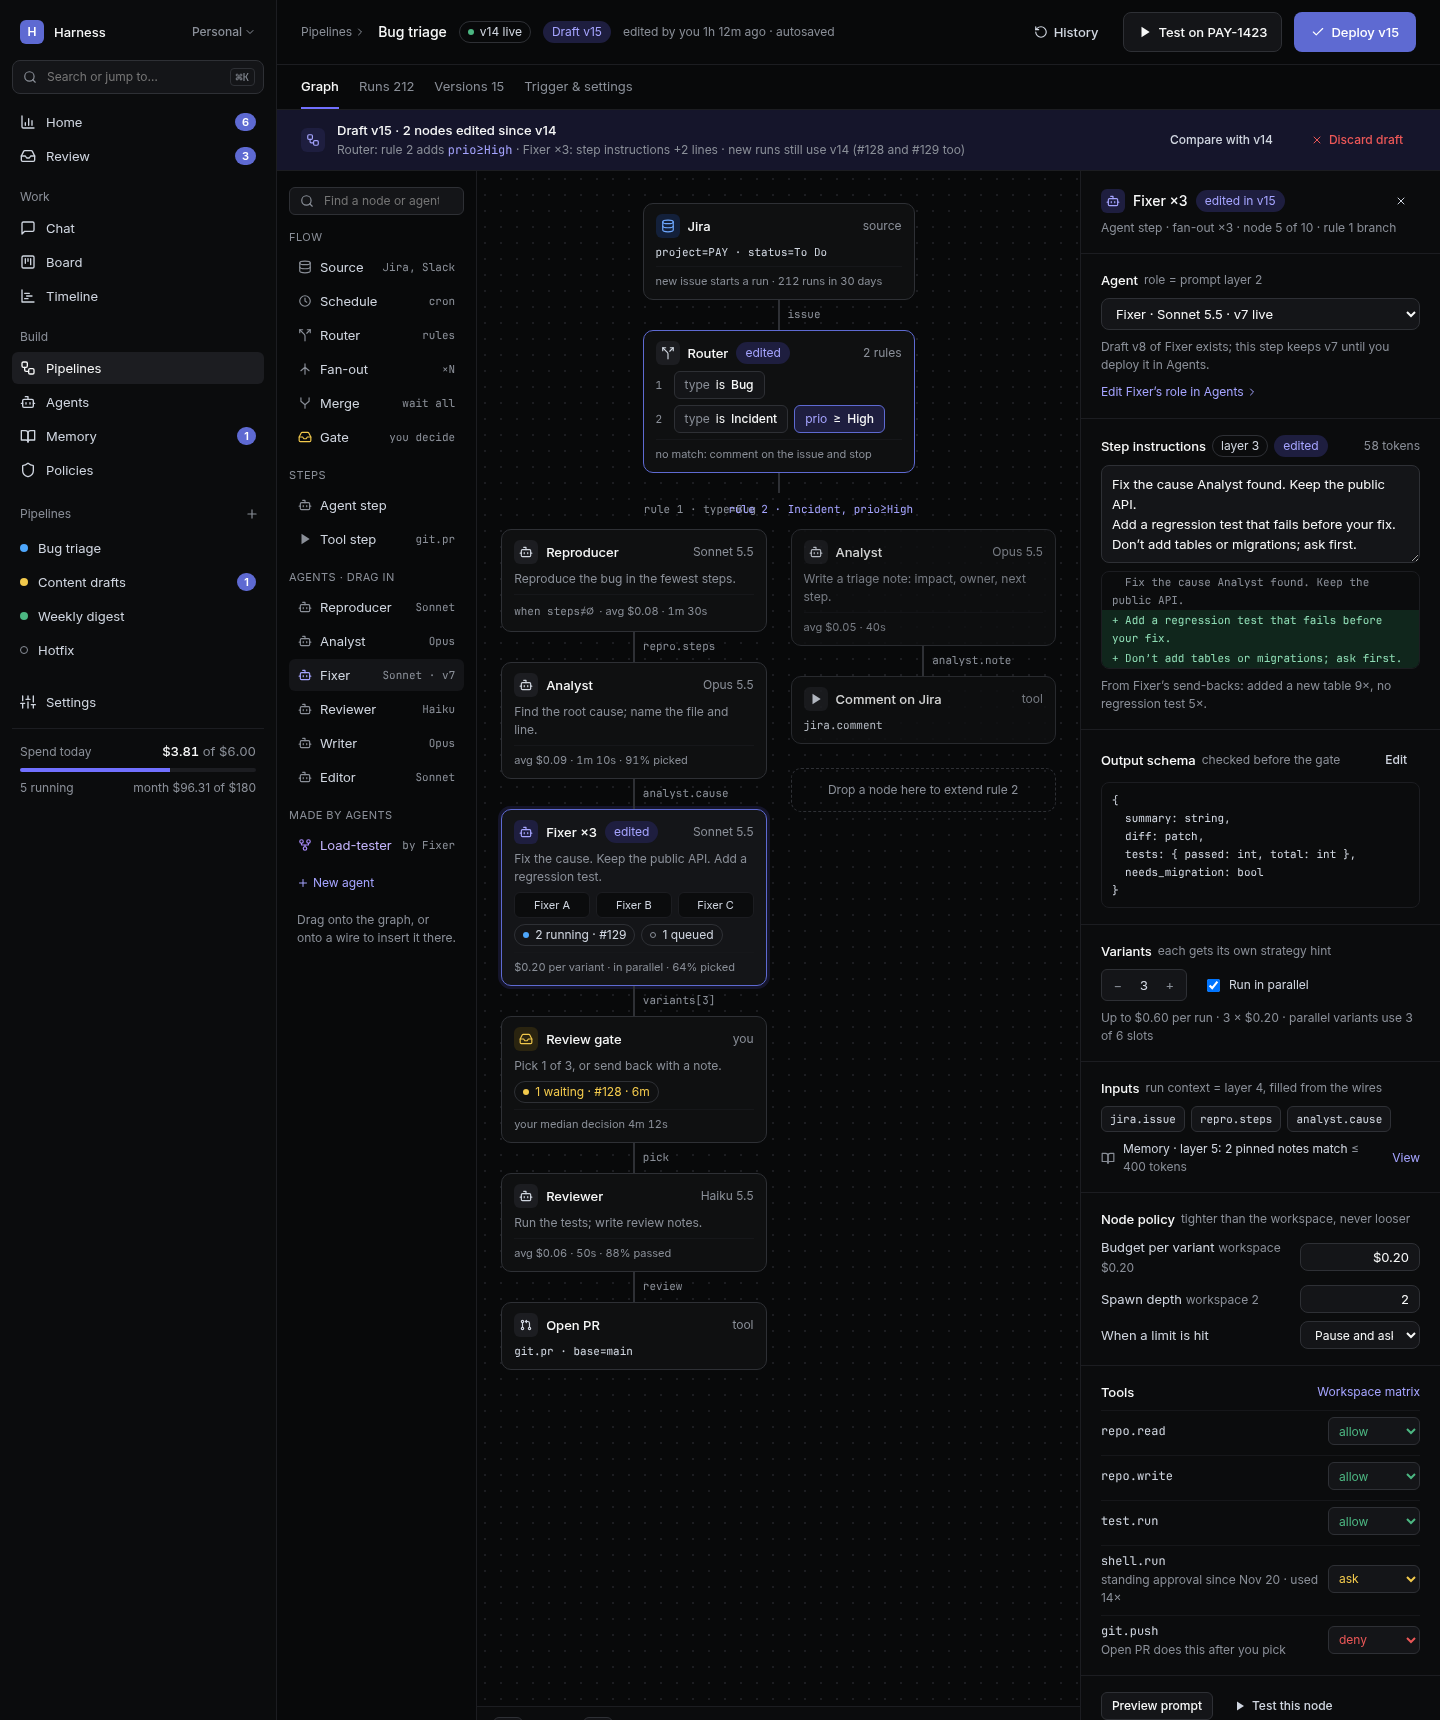 H Harness Personal
Search or jump to... ⌘K
Home 6
Review 3
Work
Chat
Board
Timeline
Build
Pipelines
Agents
Memory 1
Policies
Pipelines
Bug triage
Content drafts 1
Weekly digest
Hotfix
Settings
Spend today $3.81 of $6.00
5 running month $96.31 of $180
Pipelines Bug triage v14 live Draft v15 edited by you 1h 12m ago · autosaved History Test on PAY-1423 Deploy v15
Graph Runs 212 Versions 15 Trigger & settings
Draft v15 · 2 nodes edited since v14
Router: rule 2 adds prio≥High · Fixer ×3: step instructions +2 lines · new runs still use v14 (#128 and #129 too)
Compare with v14 Discard draft
Find a node or agent
FLOW
Source Jira, Slack
Schedule cron
Router rules
Fan-out ×N
Merge wait all
Gate you decide
STEPS
Agent step
Tool step git.pr
AGENTS · DRAG IN
Reproducer Sonnet
Analyst Opus
Fixer Sonnet · v7
Reviewer Haiku
Writer Opus
Editor Sonnet
MADE BY AGENTS
Load-tester by Fixer
New agent
Drag onto the graph, or
onto a wire to insert it there.
Jira source
project=PAY · status=To Do
new issue starts a run · 212 runs in 30 days
issue
Router edited 2 rules
1 type is Bug
2 type is Incident prio ≥ High
no match: comment on the issue and stop
rule 1 · 2 · Incident, prio≥High
Reproducer Sonnet 5.5
Reproduce the bug in the fewest steps.
when steps≠∅ · avg $0.08 · 1m 30s
repro.steps
Analyst Opus 5.5
Find the root cause; name the file and
line.
avg $0.09 · 1m 10s · 91% picked
analyst.cause
Fixer ×3 edited Sonnet 5.5
Fix the cause. Keep the public API. Add a
regression test.
Fixer A Fixer B Fixer C
2 running · #129 1 queued
$0.20 per variant · in parallel · 64% picked
variants[3]
Review gate you
Pick 1 of 3, or send back with a note.
1 waiting · #128 · 6m
your median decision 4m 12s
pick
Reviewer Haiku 5.5
Run the tests; write review notes.
avg $0.06 · 50s · 88% passed
review
Open PR tool
git.pr · base=main
Analyst Opus 5.5
Write a triage note: impact, owner, next
step.
avg $0.05 · 40s
analyst.note
Comment on Jira tool
jira.comment
Drop a node here to extend rule 2
Fixer ×3 edited in v15
Agent step · fan-out ×3 · node 5 of 10 · rule 1 branch
Agent role = prompt layer 2
Fixer · Sonnet 5.5 · v7 live
Draft v8 of Fixer exists; this step keeps v7 until you
deploy it in Agents.
Edit Fixer’s role in Agents
Step instructions layer 3 edited 58 tokens
Fix the cause Analyst found. Keep the public
API.
Add a regression test that fails before your fix.
Don’t add tables or migrations; ask first.
Fix the cause Analyst found. Keep the
public API.
+ Add a regression test that fails before
your fix.
+ Don’t add tables or migrations; ask first.
From Fixer’s send-backs: added a new table 9×, no
regression test 5×.
Output schema checked before the gate Edit
{
summary: string,
diff: patch,
tests: { passed: int, total: int },
needs_migration: bool
}
Variants each gets its own strategy hint
− 3 + Run in parallel
Up to $0.60 per run · 3 × $0.20 · parallel variants use 3
of 6 slots
Inputs run context = layer 4, filled from the wires
jira.issue repro.steps analyst.cause
Memory · layer 5: 2 pinned notes match ≤
400 tokens
View
Node policy tighter than the workspace, never looser
Budget per variant workspace
$0.20
$0.20
Spawn depth workspace 2 2
When a limit is hit Pause and asl
Tools Workspace matrix
repo.read allow
repo.write allow
test.run allow
shell.run
standing approval since Nov 20 · used
14×
ask
git.push
Open PR does this after you pick
deny
Preview prompt Test this node